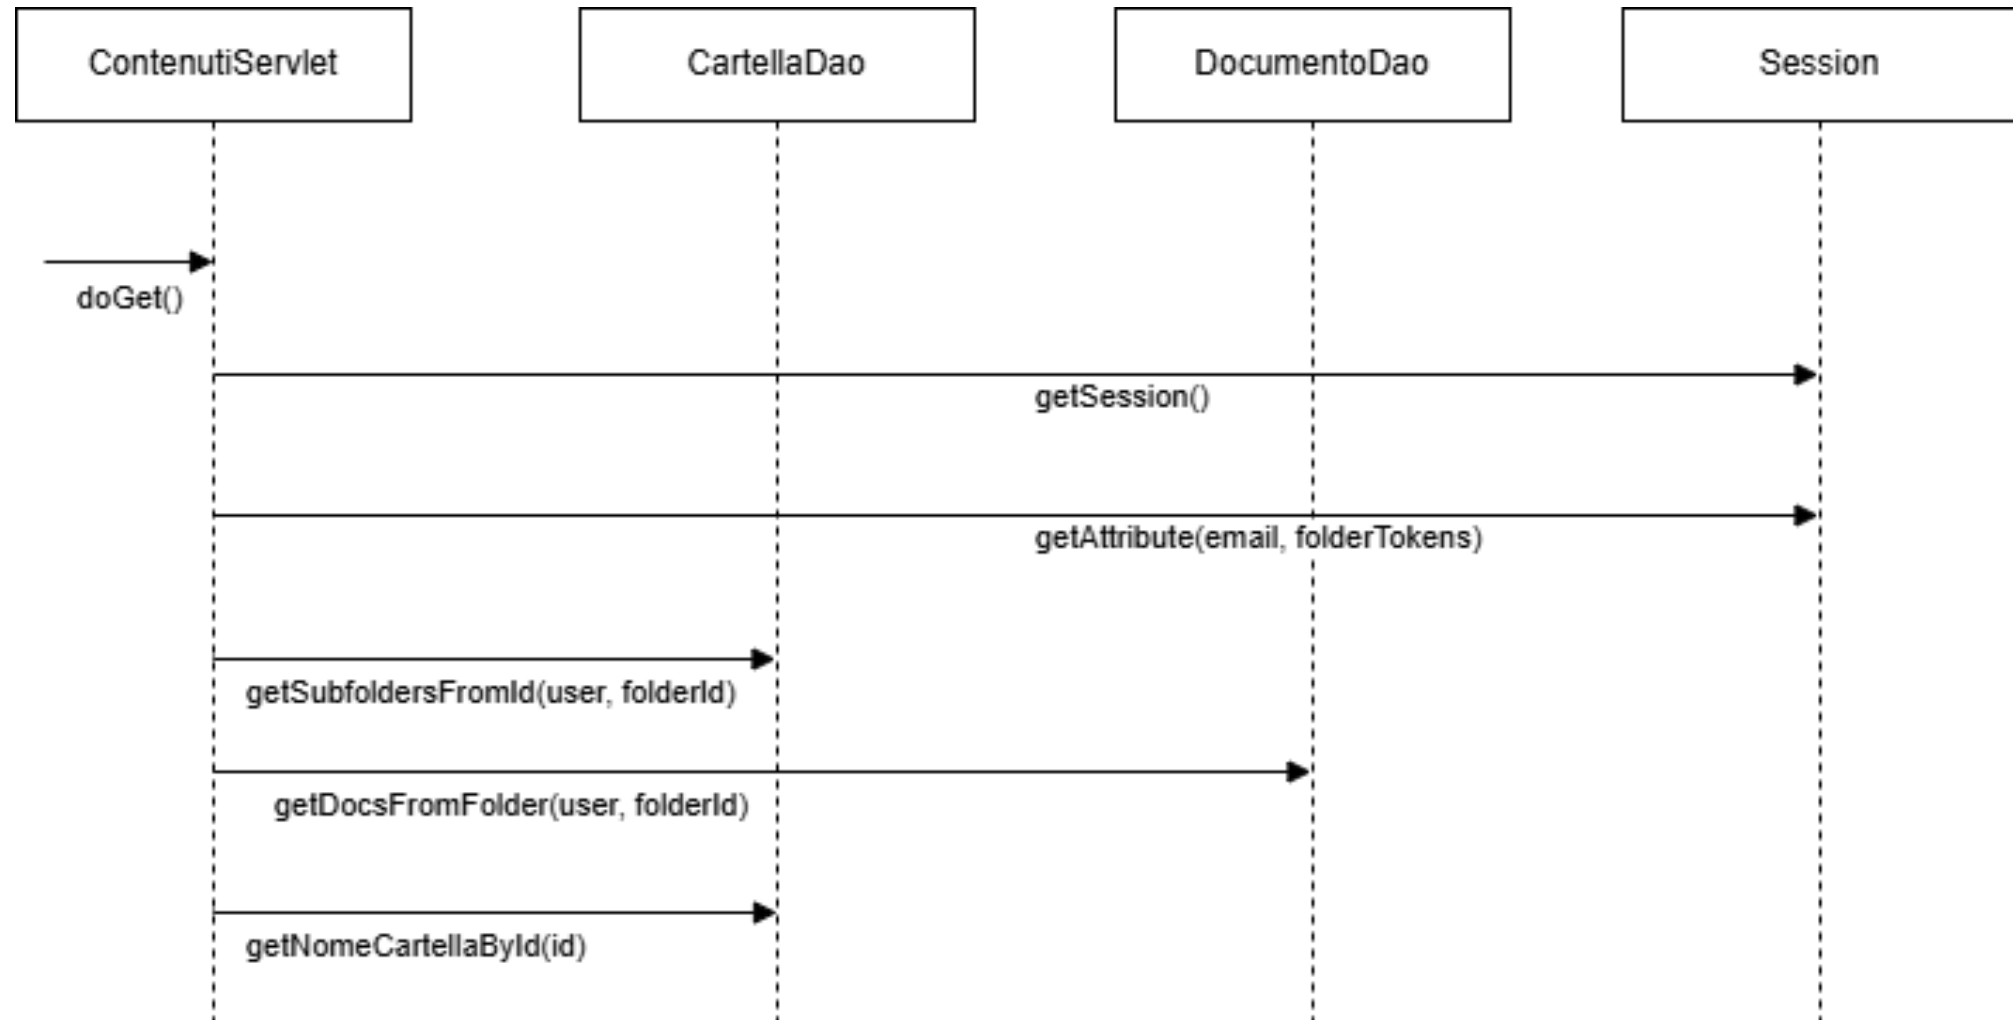 ContenutiServlet
CartellaDao
DocumentoDao
Session
doGet()
getSession()
getAttribute(email, folderTokens)
getSubfoldersFromId(user, folderId)
getDocsFromFolder(user, folderId)
getNomeCartellaById(id)